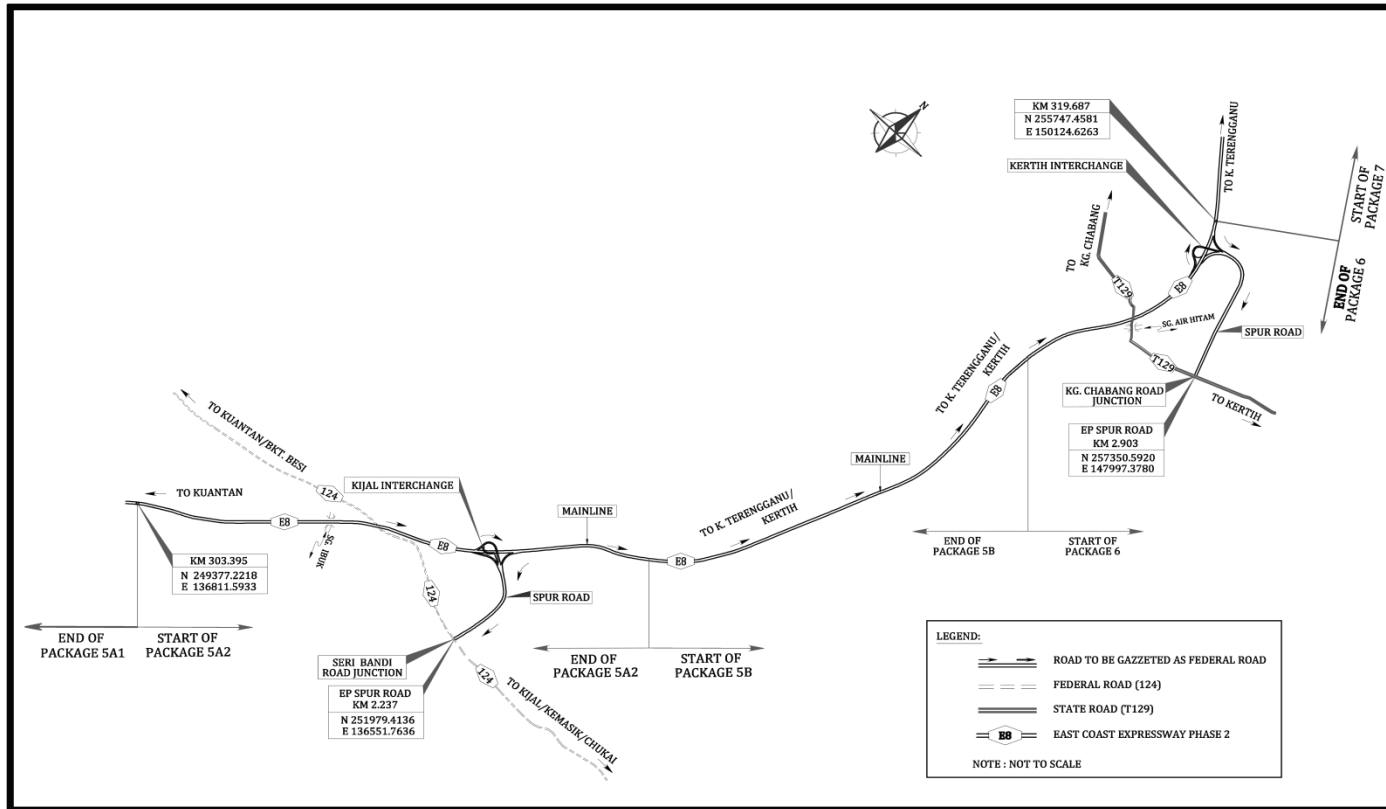 N
KM 319.687
N 255747.4581
E 150124.6263
KERTIH INTERCHANGE
TO K. TERENGGANU
START OF
PACKAGE 7
END OF
PACKAGE 6
TO
KG. CHABANG
T129
E8
SG. AIR HITAM
SPUR ROAD
T129
KG. CHABANG ROAD
JUNCTION
TO KERTIH
EP SPUR ROAD
KM 2.903
N 257350.5920
E 147997.3780
TO K. TERENGGANU/
KERTIH
E8
MAINLINE
TO K. TERENGGANU/
KERTIH
END OF
PACKAGE 5B
START OF
PACKAGE 6
TO KUANTAN/BKT. BESI
124
KIJAL INTERCHANGE
TO KUANTAN
E8
SG. IBUK
E8
MAINLINE
E8
KM 303.395
N 249377.2218
E 136811.5933
124
SPUR ROAD
END OF
PACKAGE 5A1
START OF
PACKAGE 5A2
SERI BANDI
ROAD JUNCTION
EP SPUR ROAD
KM 2.237
N 251979.4136
E 136551.7636
124
TO KIJAL/KEMASIK/CHUKAI
END OF
PACKAGE 5A2
START OF
PACKAGE 5B
LEGEND:
ROAD TO BE GAZZETED AS FEDERAL ROAD
FEDERAL ROAD (124)
STATE ROAD (T129)
E8 EAST COAST EXPRESSWAY PHASE 2
NOTE : NOT TO SCALE